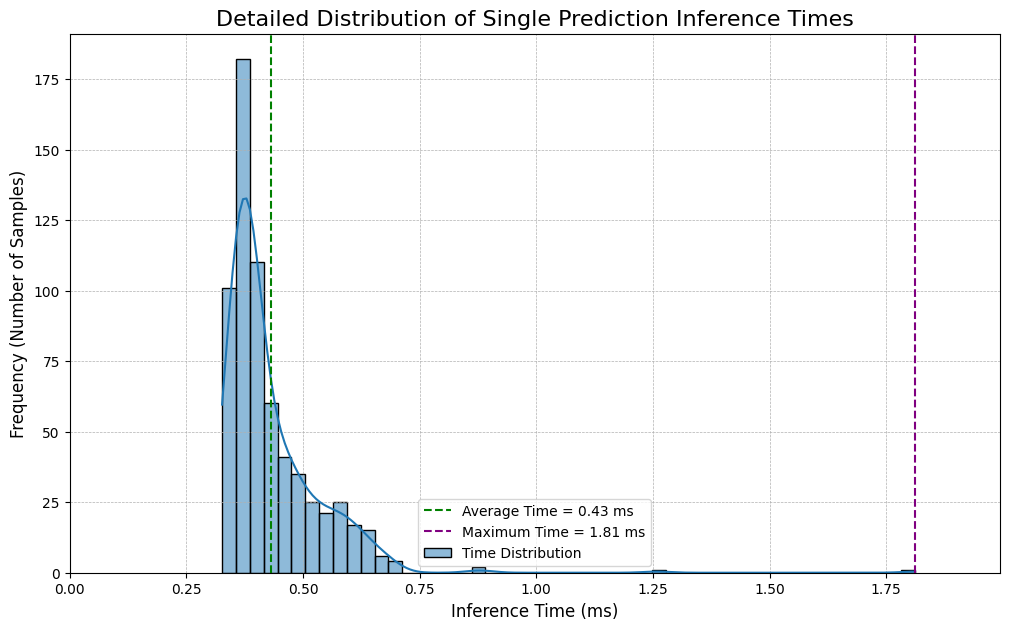 Detailed Distribution of Single Prediction Inference Times
Frequency (Number of Samples)
175
150
125
100
75
50
25
0
Average Time = 0.43 ms
Maximum Time = 1.81 ms
Time Distribution
0.00 0.25 0.50 0.75 1.00 1.25 1.50 1.75
Inference Time (ms)